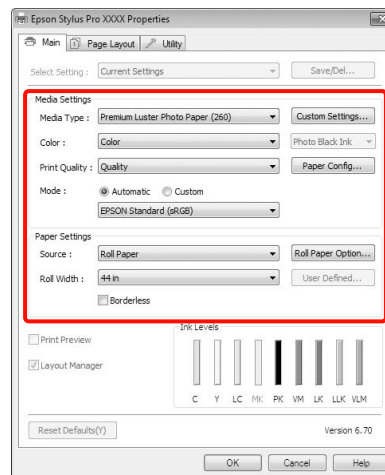 Epson Stylus Pro XXXX Properties
Main Page Layout Utility
Select Setting : Current Settings Save/Del...
Media Settings
Media Type : Premium Luster Photo Paper (260) Custom Settings...
Color : Color Photo Black Ink
Print Quality : Quality Paper Config...
Mode : Automatic Custom
EPSON Standard (sRGB)
Paper Settings
Source : Roll Paper Roll Paper Option...
Roll Width : 44 in User Defined...
Borderless
Ink Levels
Print Preview
Layout Manager
C Y LC MK PK VM LK LLK VLM
Reset Defaults(Y) Version 6.70
OK Cancel Help